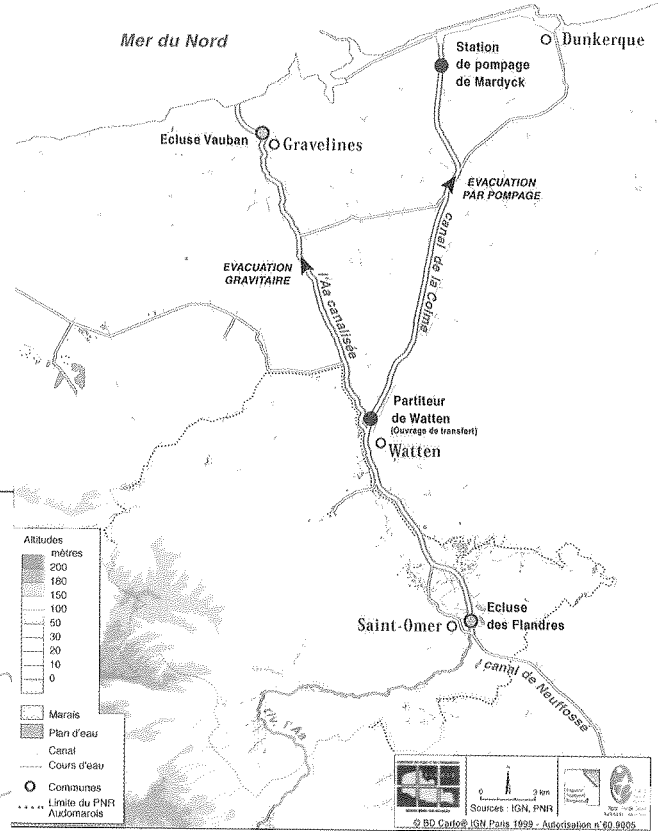 Mer du Nord
Dunkerque
Station
de pompage
de Mardyck
Ecluse Vauban
Gravelines
EVACUATION
PAR POMPAGE
EVACUATION
GRAVITAIRE
l'Aa canalisée
canal de la Colme
Partiteur
de Watten
(Ouvrage de transfert)
Watten
Ecluse
des Flandres
Saint-Omer
canal de Neuffosse
riv. l'Aa
Altitudes
mètres
200
180
150
100
50
30
20
10
0
Marais
Plan d'eau
Canal
Cours d'eau
Communes
Limite du PNR
Audomarois
0 3 km
Sources : IGN, PNR
© BD Carto® IGN Paris 1999 - Autorisation n°60.9005